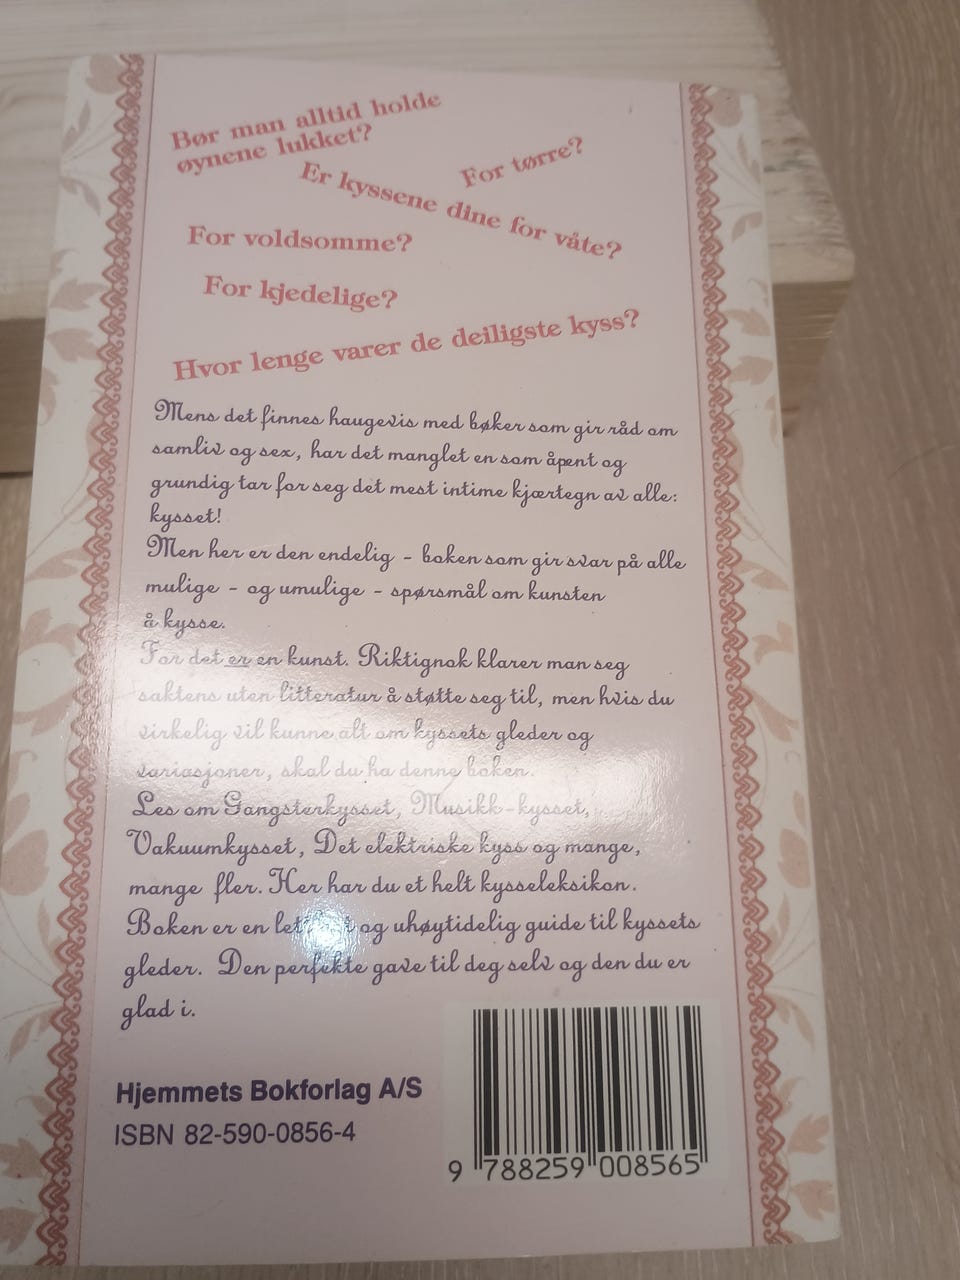 Bør man alltid holde
øynene lukket?
For tørre?
Er kyssene dine for våte?
For voldsomme?
For kjedelige?
Hvor lenge varer de deiligste kyss?
Mens det finnes haugevis med bøker som gir råd om
samliv og sex, har det manglet en som åpent og
grundig tar for seg det mest intime kjærtegn av alle:
kysset!
Men her er den endelig - boken som gir svar på alle
mulige - og umulige - spørsmål om kunsten
å kysse.
For det er en kunst. Riktignok klarer man seg
saktens uten litteratur å støtte seg til, men hvis du
virkelig vil kunne alt om kyssets gleder og
variasjoner, skal du ha denne boken.
Les om Gangsterkysset, Musikk-kysset,
Vakuumkysset, Det elektriske kyss og mange,
mange fler. Her har du et helt kysseleksikon.
Boken er en og uhøytidelig guide til kyssets
gleder. Den perfekte gave til deg selv og den du er
glad i.
Hjemmets Bokforlag A/S
ISBN 82-590-0856-4
9 788259 008565